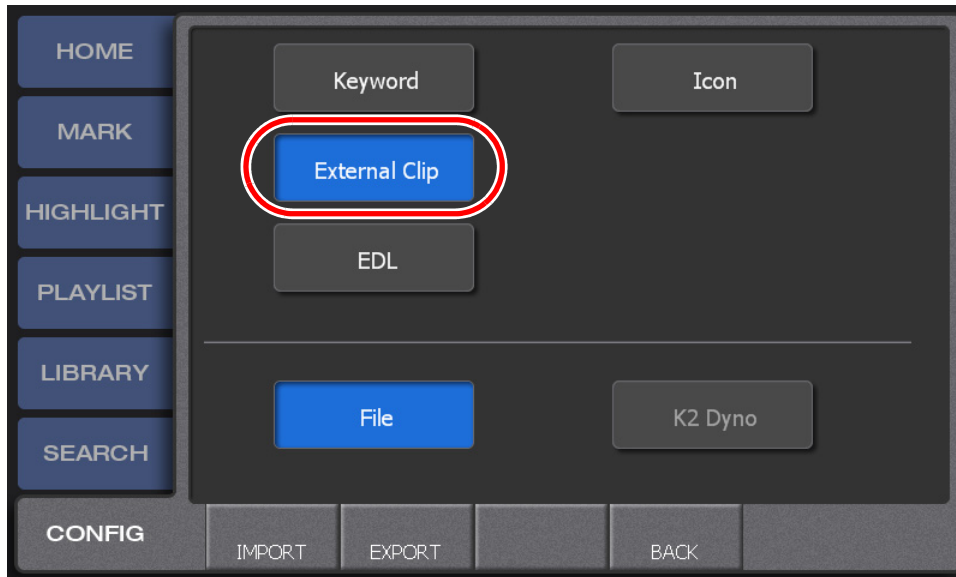 HOME
MARK
HIGHLIGHT
PLAYLIST
LIBRARY
SEARCH
CONFIG
Keyword
Icon
External Clip
EDL
File
K2 Dyno
IMPORT
EXPORT
BACK